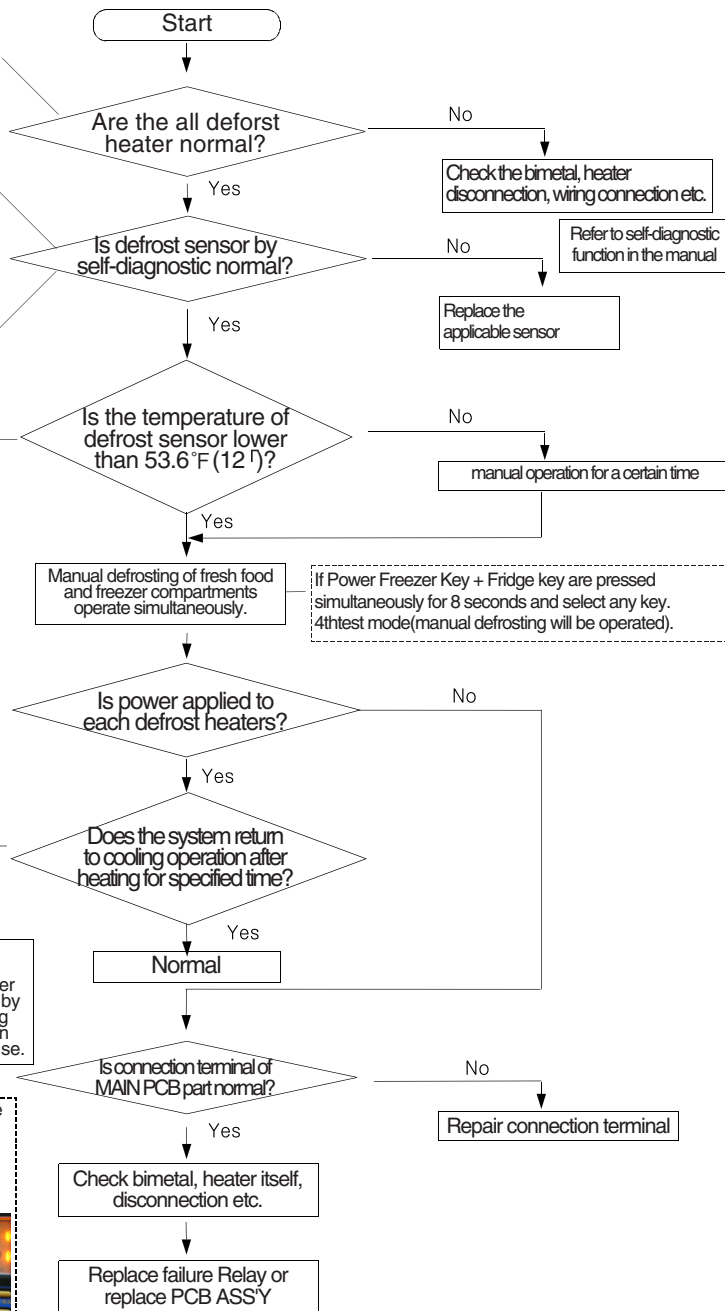 Start
Are the all deforst
heater normal?
No
Check the bimetal, heater
disconnection, wiring connection etc.
Yes
Is defrost sensor by
self-diagnostic normal?
No
Refer to self-diagnostic
function in the manual
Replace the
applicable sensor
Yes
Is the temperature of
defrost sensor lower
than 53.6°F (12 ｢)?
No
manual operation for a certain time
Yes
Manual defrosting of fresh food
and freezer compartments
operate simultaneously.
If Power Freezer Key + Fridge key are pressed
simultaneously for 8 seconds and select any key.
4thtest mode(manual defrosting will be operated).
Is power applied to
each defrost heaters?
No
Yes
Does the system return
to cooling operation after
heating for specified time?
Yes
Normal
er
by
g
n
se.
Is connection terminal of
MAIN PCB part normal?
No
Repair connection terminal
e
Yes
Check bimetal, heater itself,
disconnection etc.
Replace failure Relay or
replace PCB ASS'Y